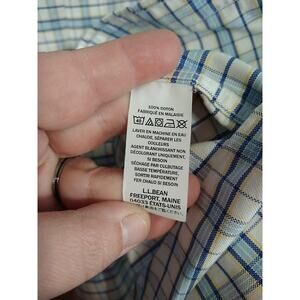 100% COTON
FABRIQUÉ EN MALAISIE
LAVER EN MACHINE EN EAU
CHAUDE, SÉPARER LES
COULEURS
AGENT BLANCHISSANT NON
DÉCOLORANT UNIQUEMENT,
SI BESOIN
SÉCHAGE PAR CULBUTAGE
BASSE TEMPÉRATURE,
SORTIR RAPIDEMENT
FER CHAUD SI BESOIN
L.L.BEAN
FREEPORT, MAINE
04033 ÉTATS-UNIS